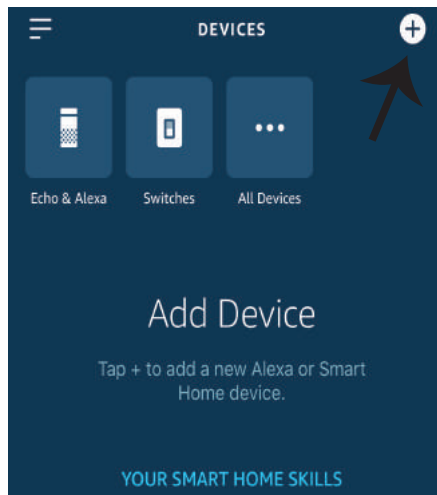 DEVICES
Echo & Alexa
Switches
All Devices
Add Device
Tap + to add a new Alexa or Smart
Home device.
YOUR SMART HOME SKILLS